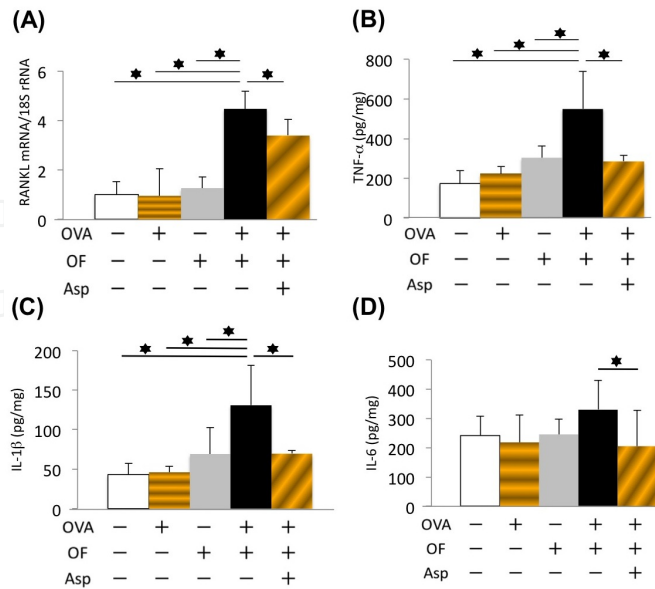 (A)
RANKL mRNA/18S rRNA
6
4
2
0
OVA − + − + +
OF − − + + +
Asp − − − − +
(B)
TNF-α (pg/mg)
800
600
400
200
0
OVA − + − + +
OF − − + + +
Asp − − − − +
(C)
IL-1β (pg/mg)
200
150
100
50
0
OVA − + − + +
OF − − + + +
Asp − − − − +
(D)
IL-6 (pg/mg)
500
400
300
200
100
0
OVA − + − + +
OF − − + + +
Asp − − − − +